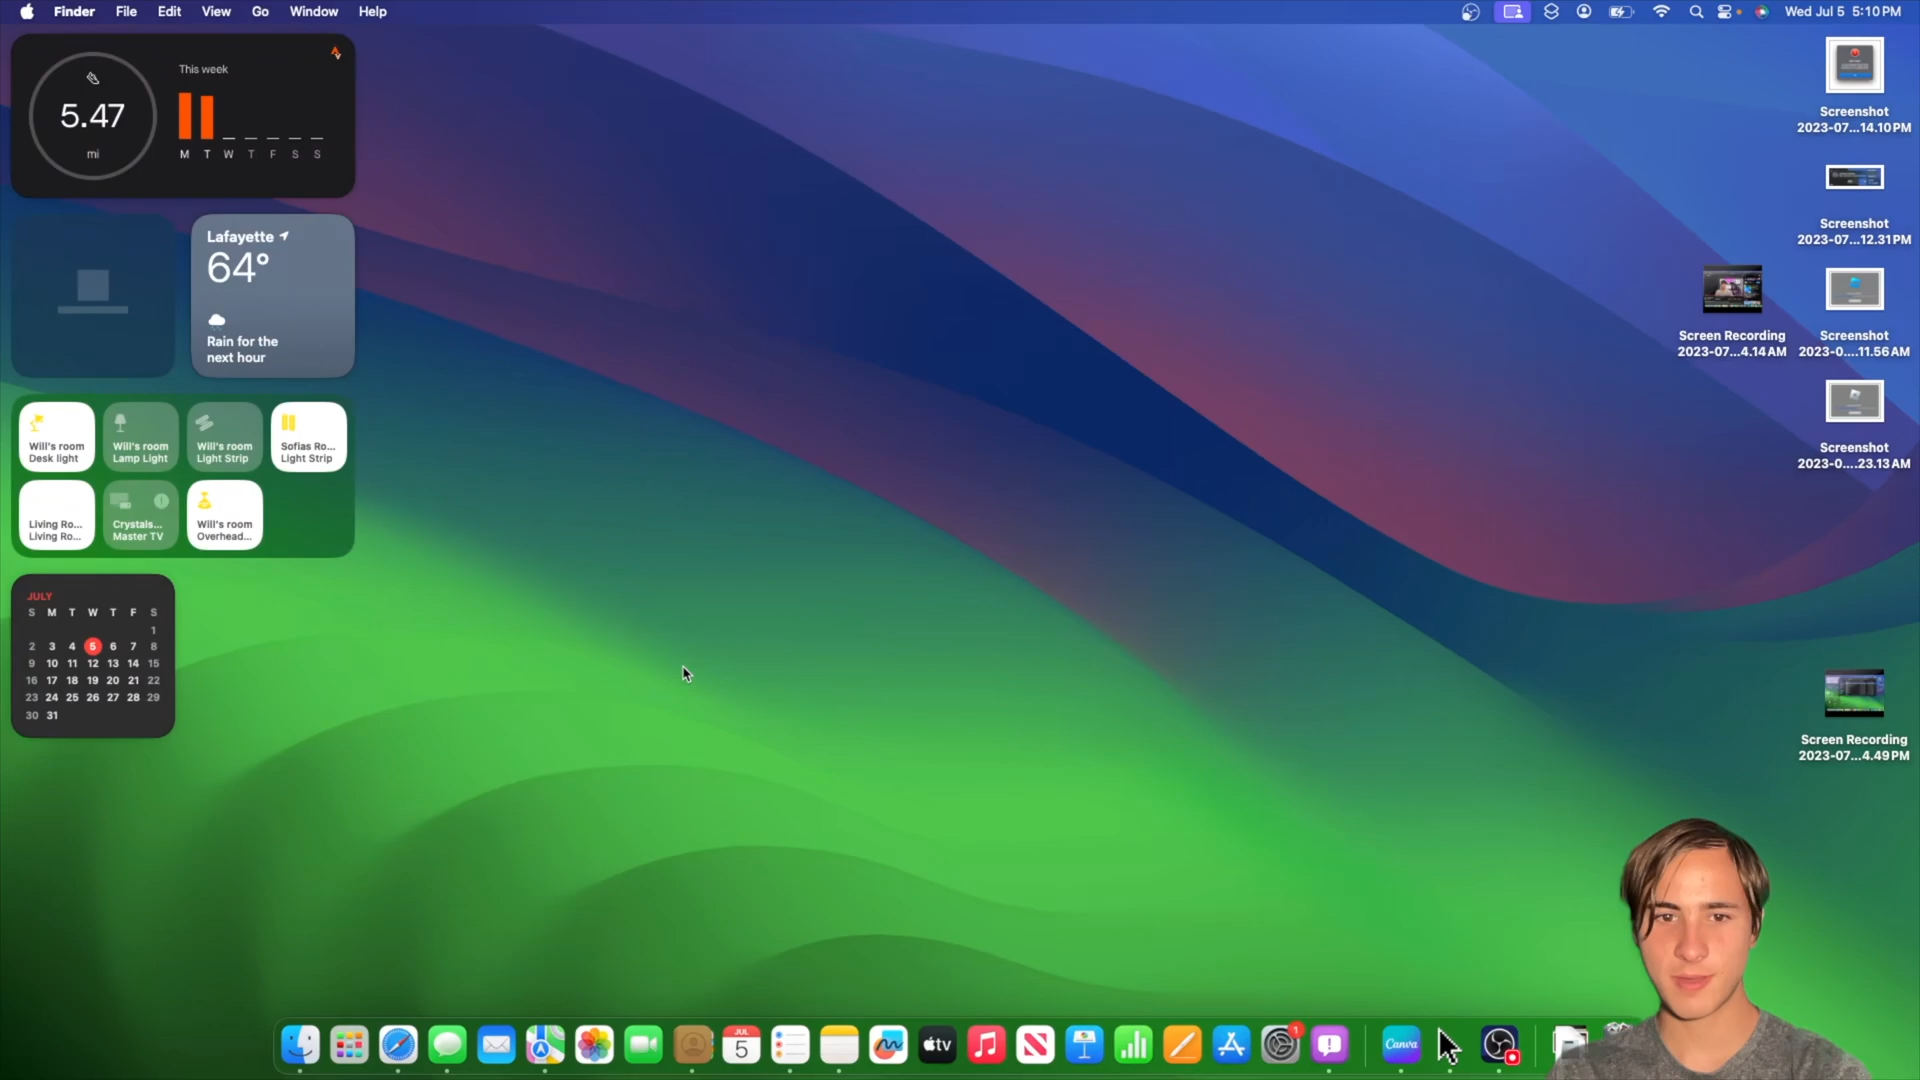 Finder File Edit View Go Window Help
Wed Jul 5 5:10 PM
This week
5.47
mi
M T W T F S S
Lafayette
64°
Rain for the
next hour
Will's room
Desk light
Will's room
Lamp Light
Will's room
Light Strip
Sofias Ro...
Light Strip
Living Ro...
Living Ro...
Crystals...
Master TV
Will's room
Overhead...
JULY
S M T W T F S
1
2 3 4 5 6 7 8
9 10 11 12 13 14 15
16 17 18 19 20 21 22
23 24 25 26 27 28 29
30 31
Screenshot
2023-07...14.10 PM
Screenshot
2023-07...12.31 PM
Screen Recording
2023-07...4.14 AM
Screenshot
2023-0....11.56 AM
Screenshot
2023-0....23.13 AM
Screen Recording
2023-07...4.49 PM
JUL
5
tv
1
Canva